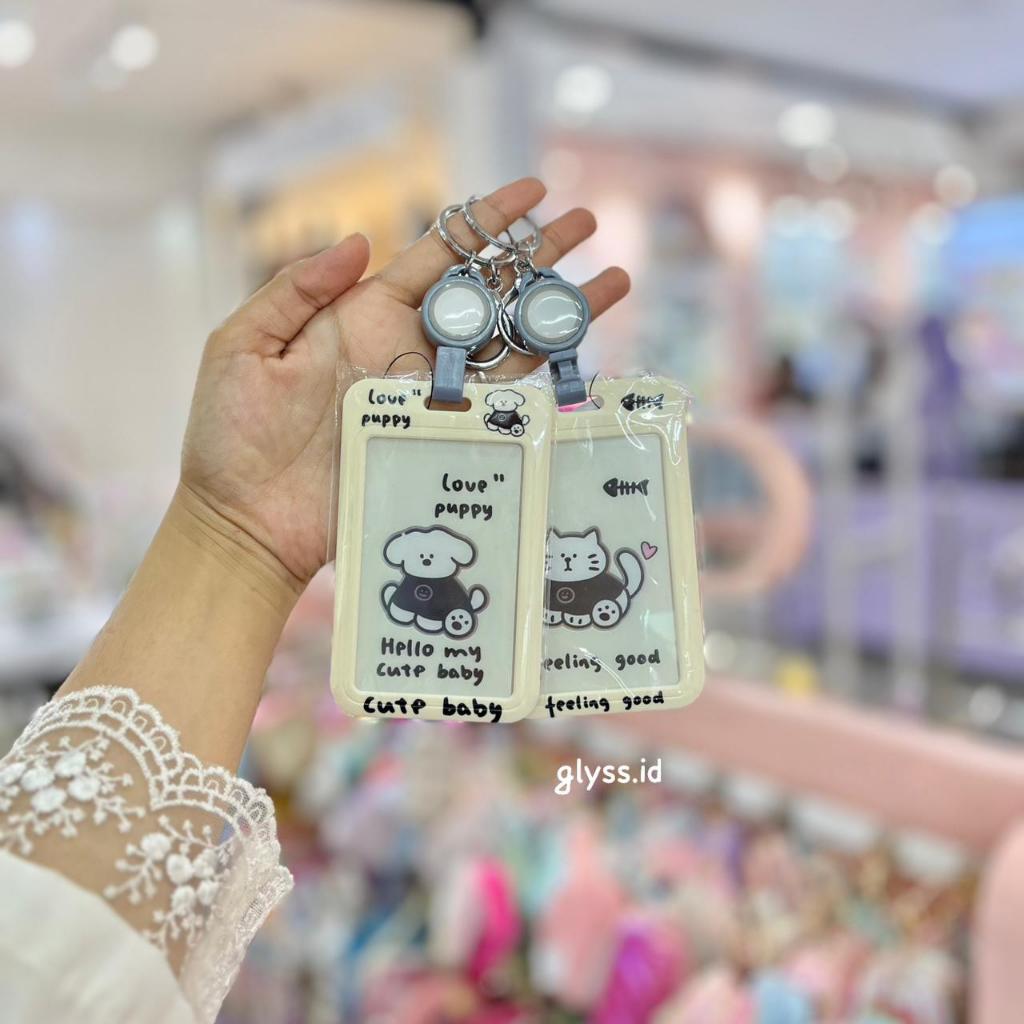 Love"
puppy
Love"
puppy
Hello my
cute baby
cute baby
eeling good
feeling good
glyss.id